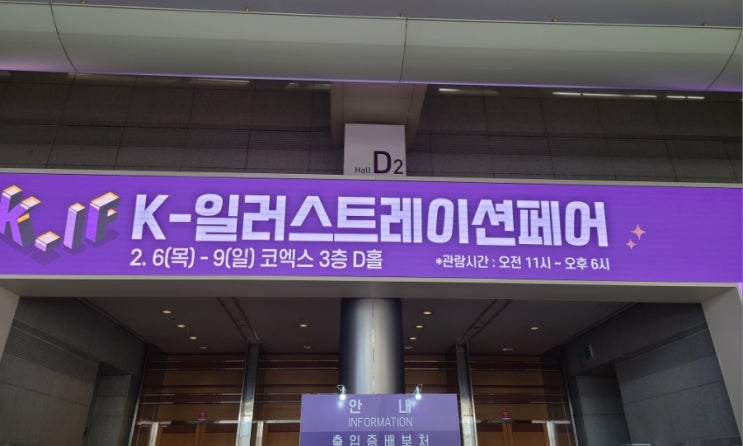 Hall D2
K-iF
K-일러스트레이션페어
2. 6(목) - 9(일) 코엑스 3층 D홀
*관람시간 : 오전 11시 ~ 오후 6시
안 내
INFORMATION
출입증배부처